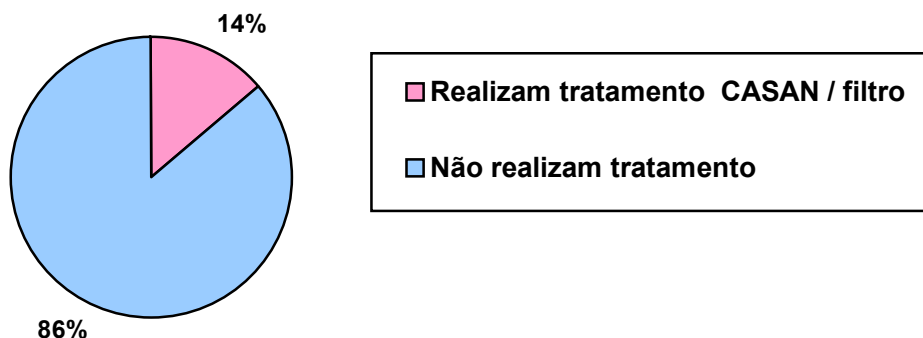 14%
Realizam tratamento CASAN / filtro
Não realizam tratamento
86%